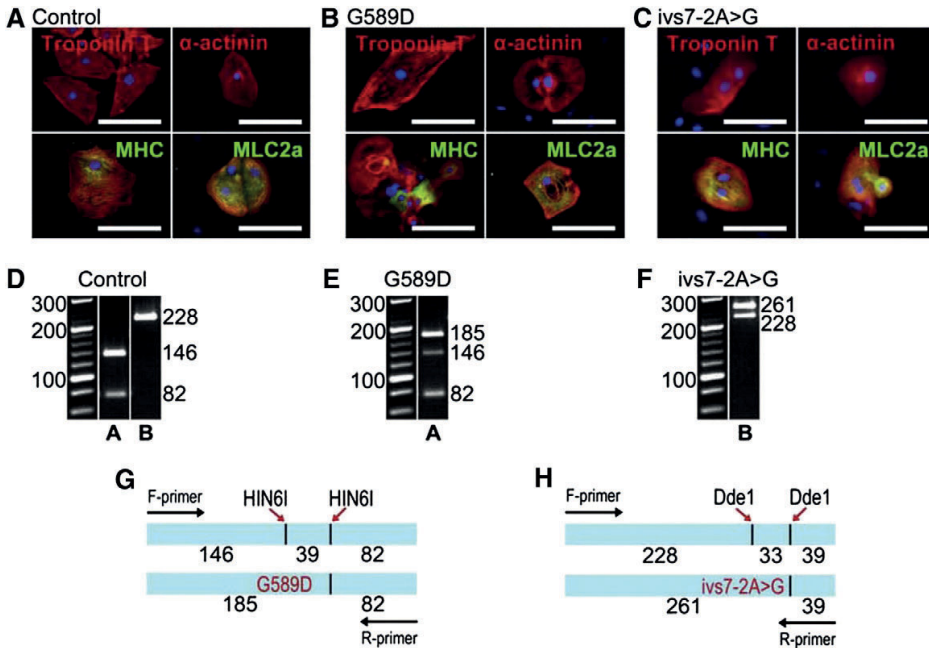 A Control
Troponin T α-actinin
MHC MLC2a
B G589D
Troponin T α-actinin
MHC MLC2a
C ivs7-2A>G
Troponin T α-actinin
MHC MLC2a
D Control
300
200
100
228
146
82
A B
E G589D
300
200
100
185
146
82
A
F ivs7-2A>G
300
200
100
261
228
B
G
F-primer HIN6I HIN6I
146 39 82
G589D
185 82
R-primer
H
F-primer Dde1 Dde1
228 33 39
ivs7-2A>G
261 39
R-primer